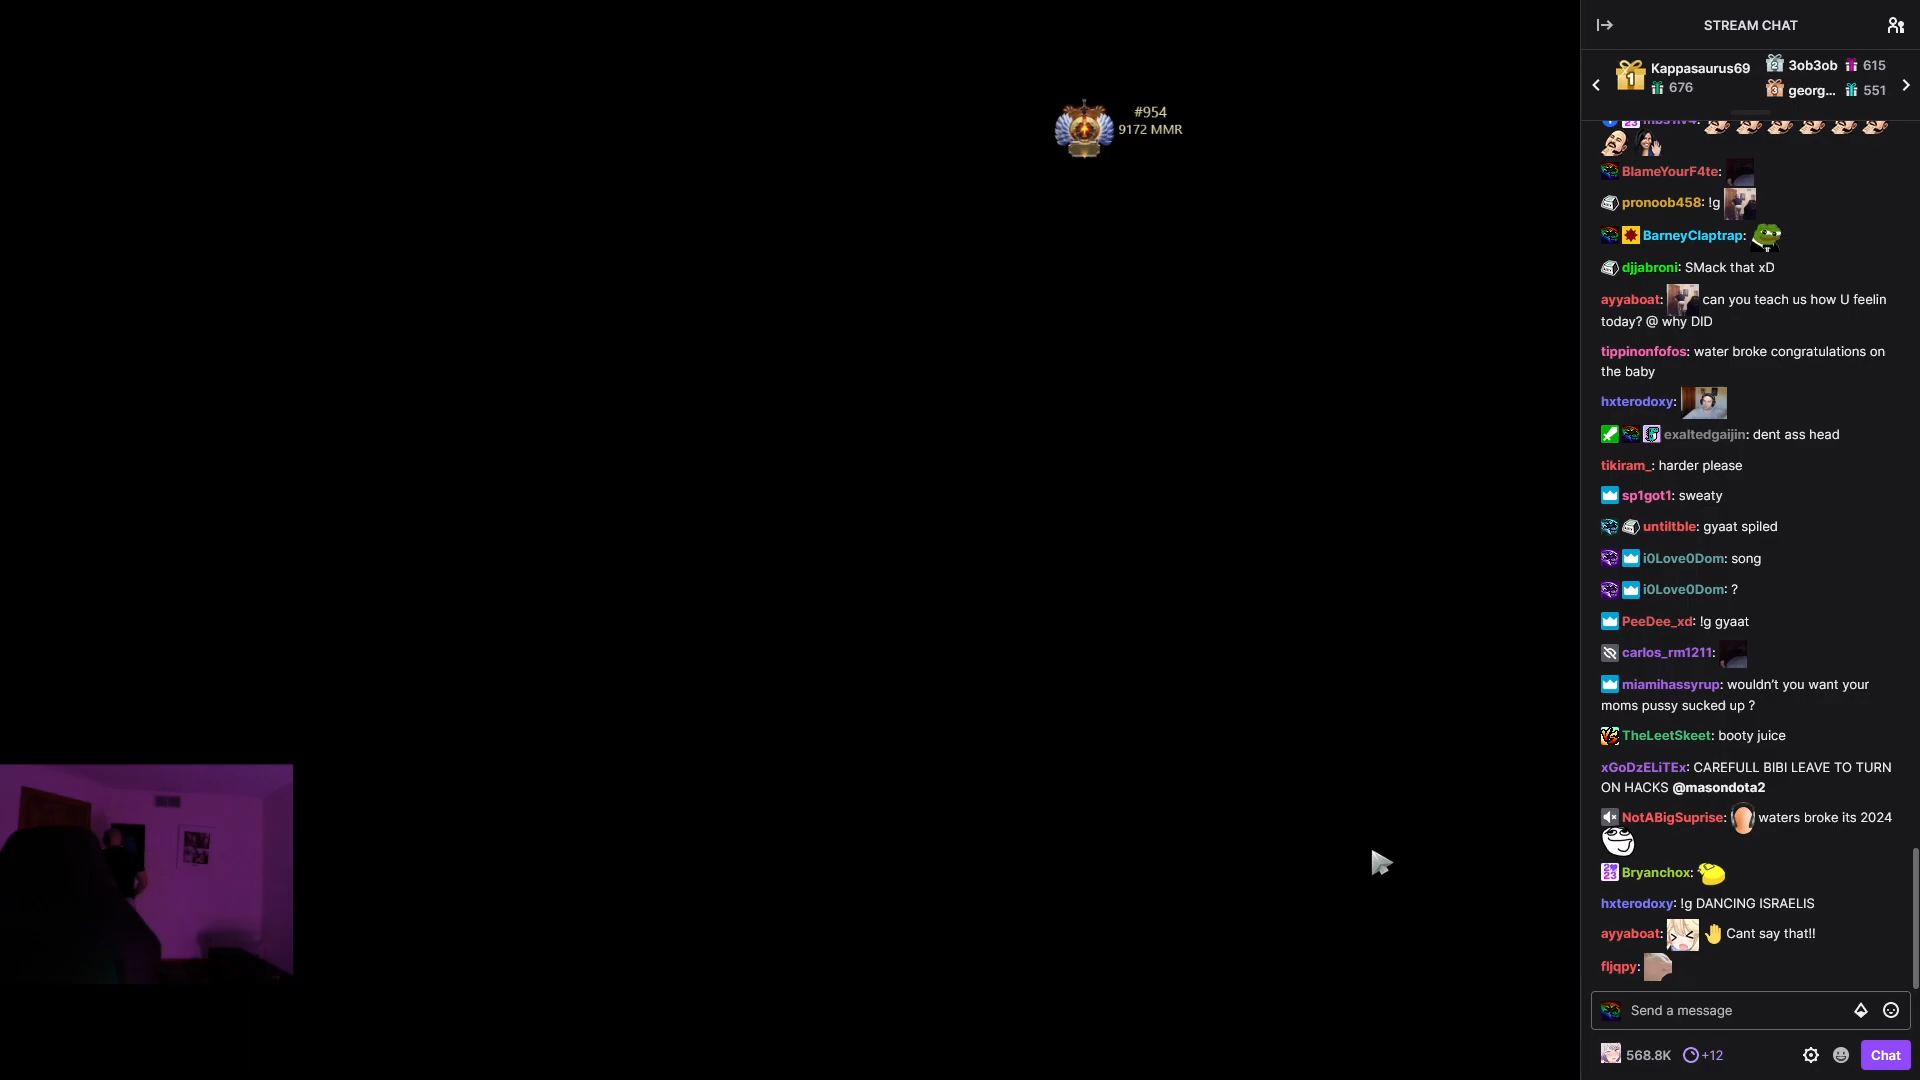 #954
9172 MMR
STREAM CHAT
Kappasaurus69
676
3ob3ob 615
georg... 551
BlameYourF4te:
pronoob458: !g
BarneyClaptrap:
djjabroni: SMack that xD
ayyaboat: can you teach us how U feelin
today? @ why DID
tippinonfofos: water broke congratulations on
the baby
hxterodoxy:
exaltedgaijin: dent ass head
tikiram_: harder please
sp1got1: sweaty
untiltble: gyaat spiled
i0Love0Dom: song
i0Love0Dom: ?
PeeDee_xd: !g gyaat
carlos_rm1211:
miamihassyrup: wouldn't you want your
moms pussy sucked up ?
TheLeetSkeet: booty juice
xGoDzELiTEx: CAREFULL BIBI LEAVE TO TURN
ON HACKS @masondota2
NotABigSuprise: waters broke its 2024
Bryanchox:
hxterodoxy: !g DANCING ISRAELIS
ayyaboat: Cant say that!!
fljqpy:
Send a message
568.8K +12
Chat